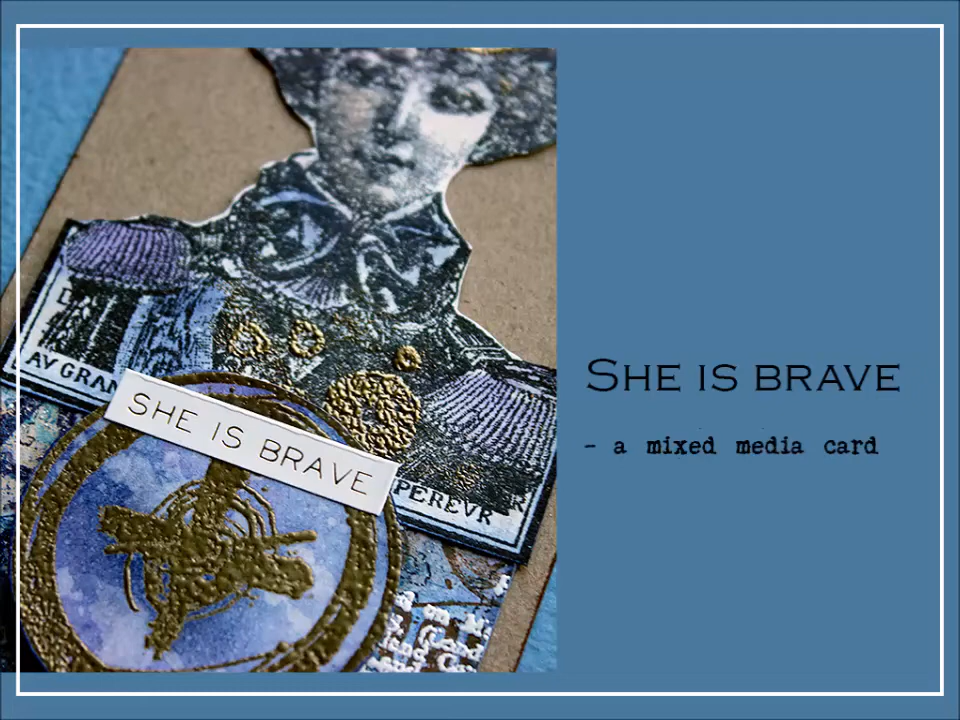 AV GRAN
SHE IS BRAVE
PEREVR
SHE IS BRAVE
- a mixed media card